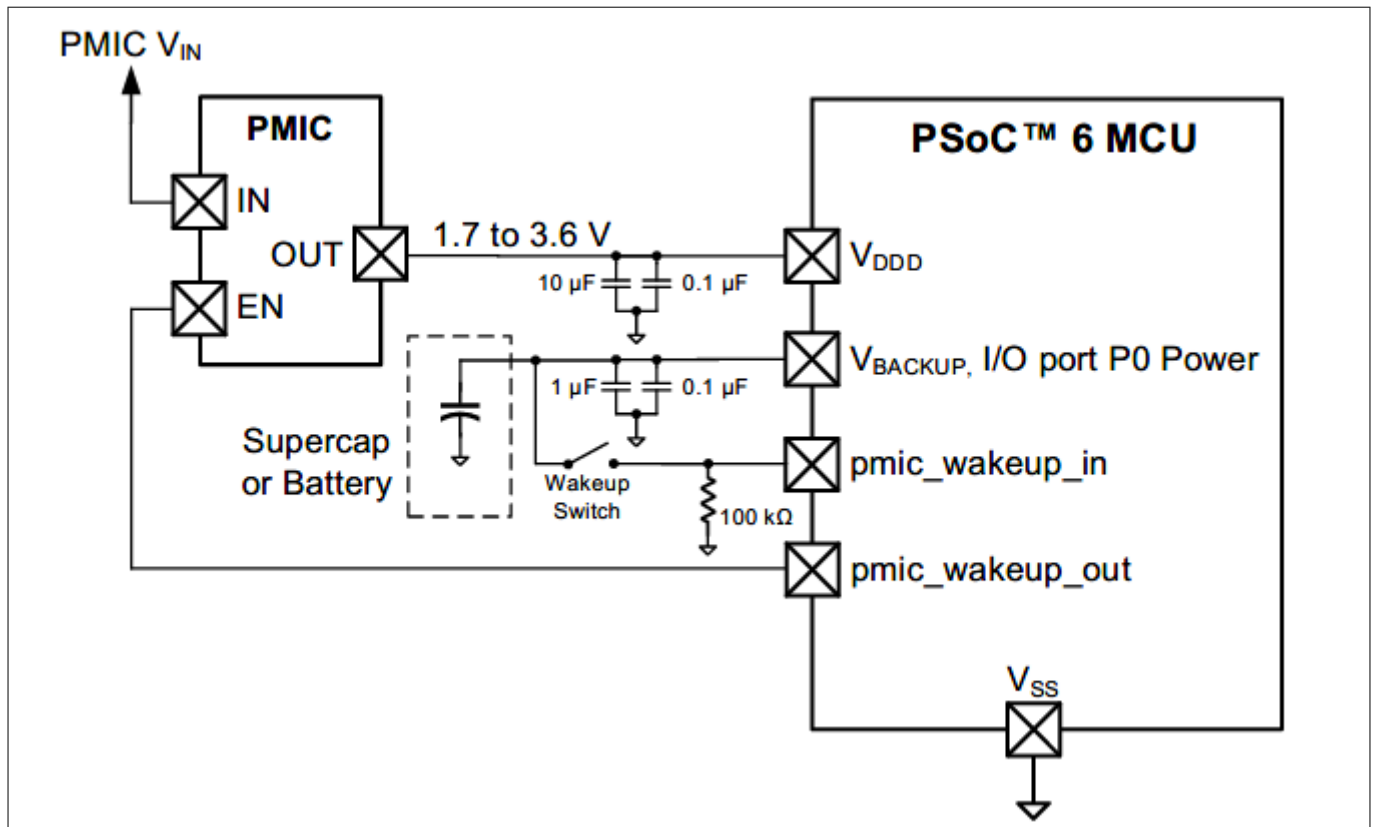 PMIC VIN
PMIC
PSoC™ 6 MCU
IN
OUT
1.7 to 3.6 V
VDDD
10 µF
0.1 µF
EN
VBACKUP, I/O port P0 Power
1 µF
0.1 µF
Supercap
or Battery
Wakeup
Switch
pmic_wakeup_in
100 kΩ
pmic_wakeup_out
VSS